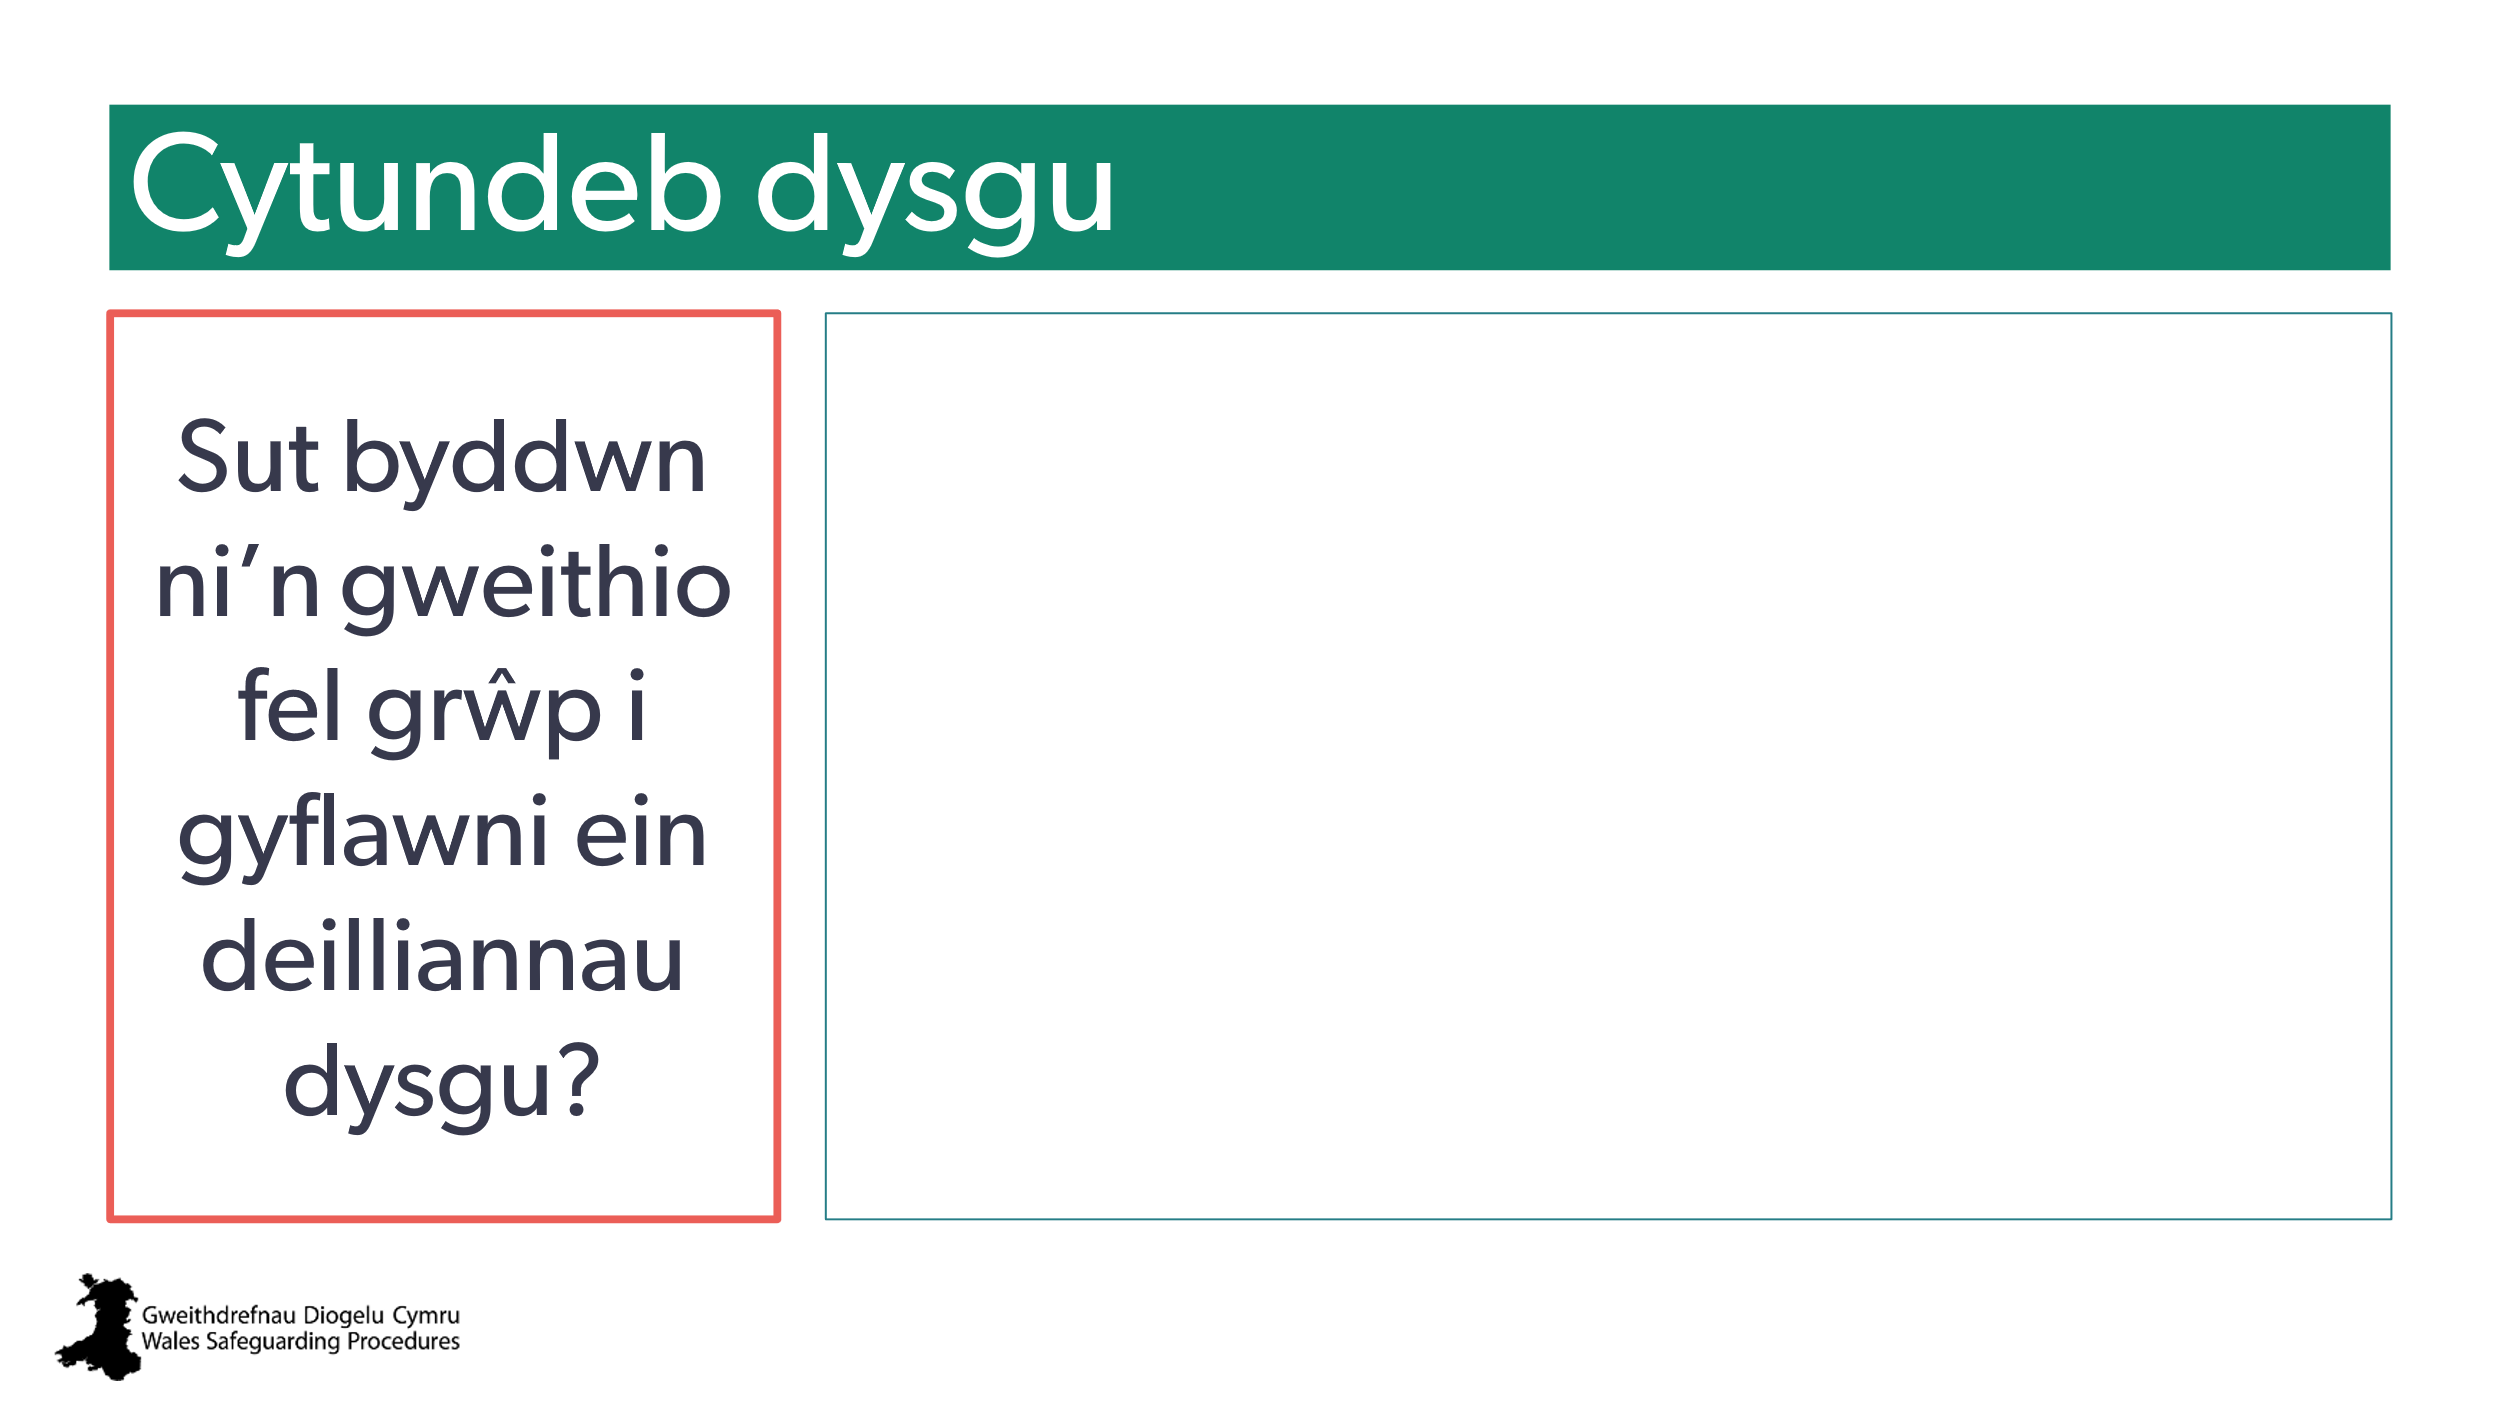 Cytundeb dysgu
Sut byddwn
ni’n gweithio
fel grŵp i
gyflawni ein
deilliannau
dysgu?
Gweithdrefnau Diogelu Cymru
Wales Safeguarding Procedures